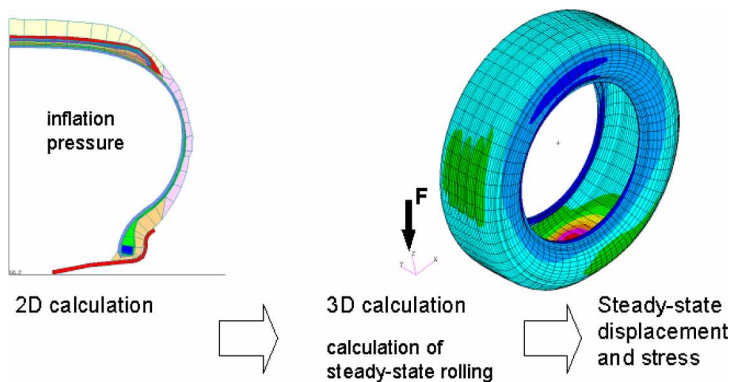 inflation
pressure
F
z
Y
X
2D calculation
3D calculation
calculation of
steady-state rolling
Steady-state
displacement
and stress